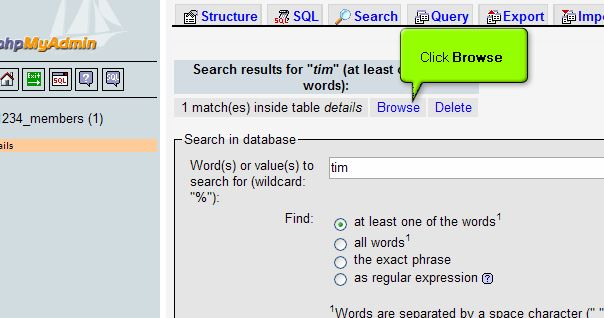 Structure SQL Search Query Export Impo
phpMyAdmin
Click Browse
Search results for "tim" (at least o
words):
1 match(es) inside table details Browse Delete
1234_members (1)
ails
Search in database
Word(s) or value(s) to
search for (wildcard:
"%"):
tim
Find:
at least one of the words1
all words1
the exact phrase
as regular expression
1Words are separated by a space character (" "